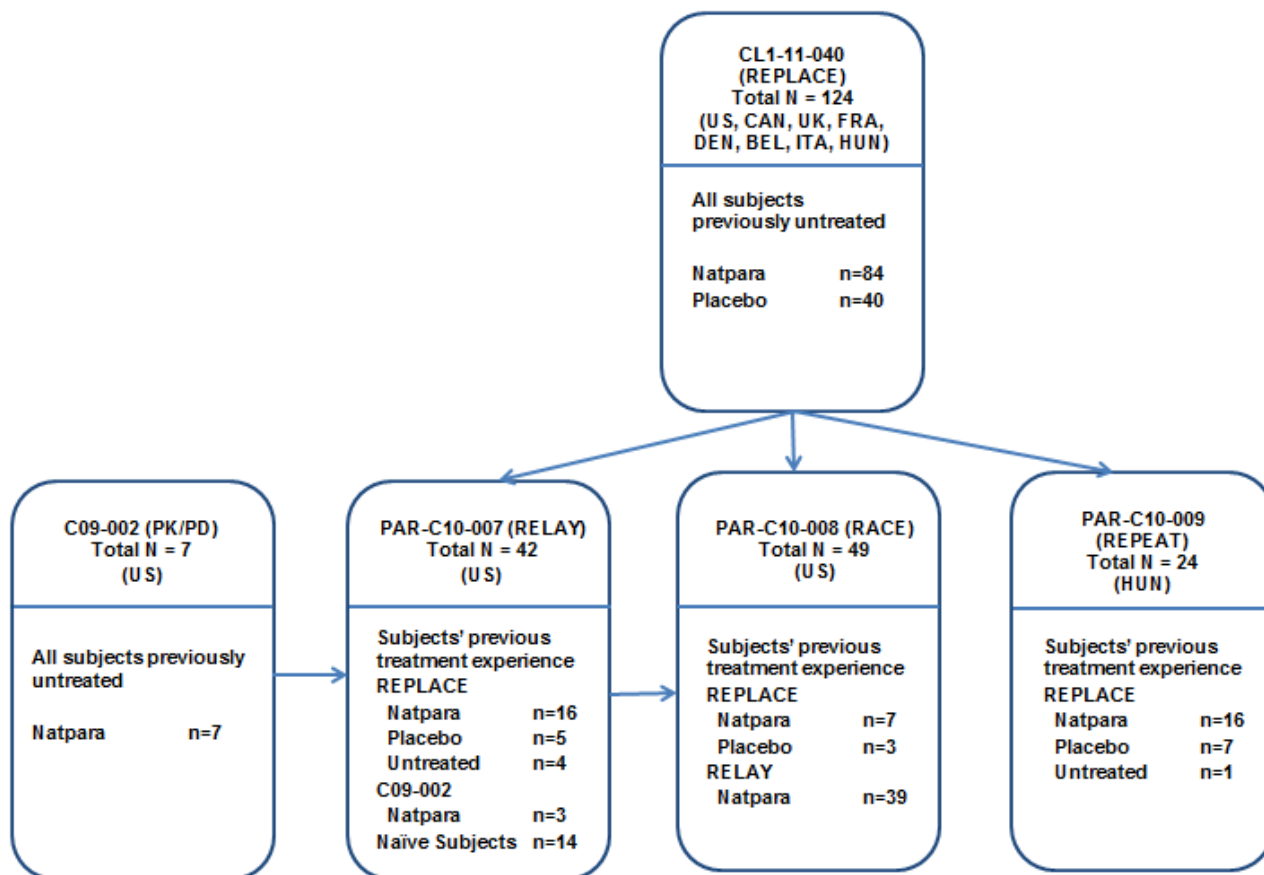 CL1-11-040
(REPLACE)
Total N = 124
(US, CAN, UK, FRA,
DEN, BEL, ITA, HUN)
All subjects
previously untreated
Natpara n=84
Placebo n=40
C09-002 (PK/PD)
Total N = 7
(US)
All subjects previously
untreated
Natpara n=7
PAR-C10-007 (RELAY)
Total N = 42
(US)
Subjects' previous
treatment experience
REPLACE
Natpara n=16
Placebo n=5
Untreated n=4
C09-002
Natpara n=3
Naïve Subjects n=14
PAR-C10-008 (RACE)
Total N = 49
(US)
Subjects' previous
treatment experience
REPLACE
Natpara n=7
Placebo n=3
RELAY
Natpara n=39
PAR-C10-009
(REPEAT)
Total N = 24
(HUN)
Subjects' previous
treatment experience
REPLACE
Natpara n=16
Placebo n=7
Untreated n=1